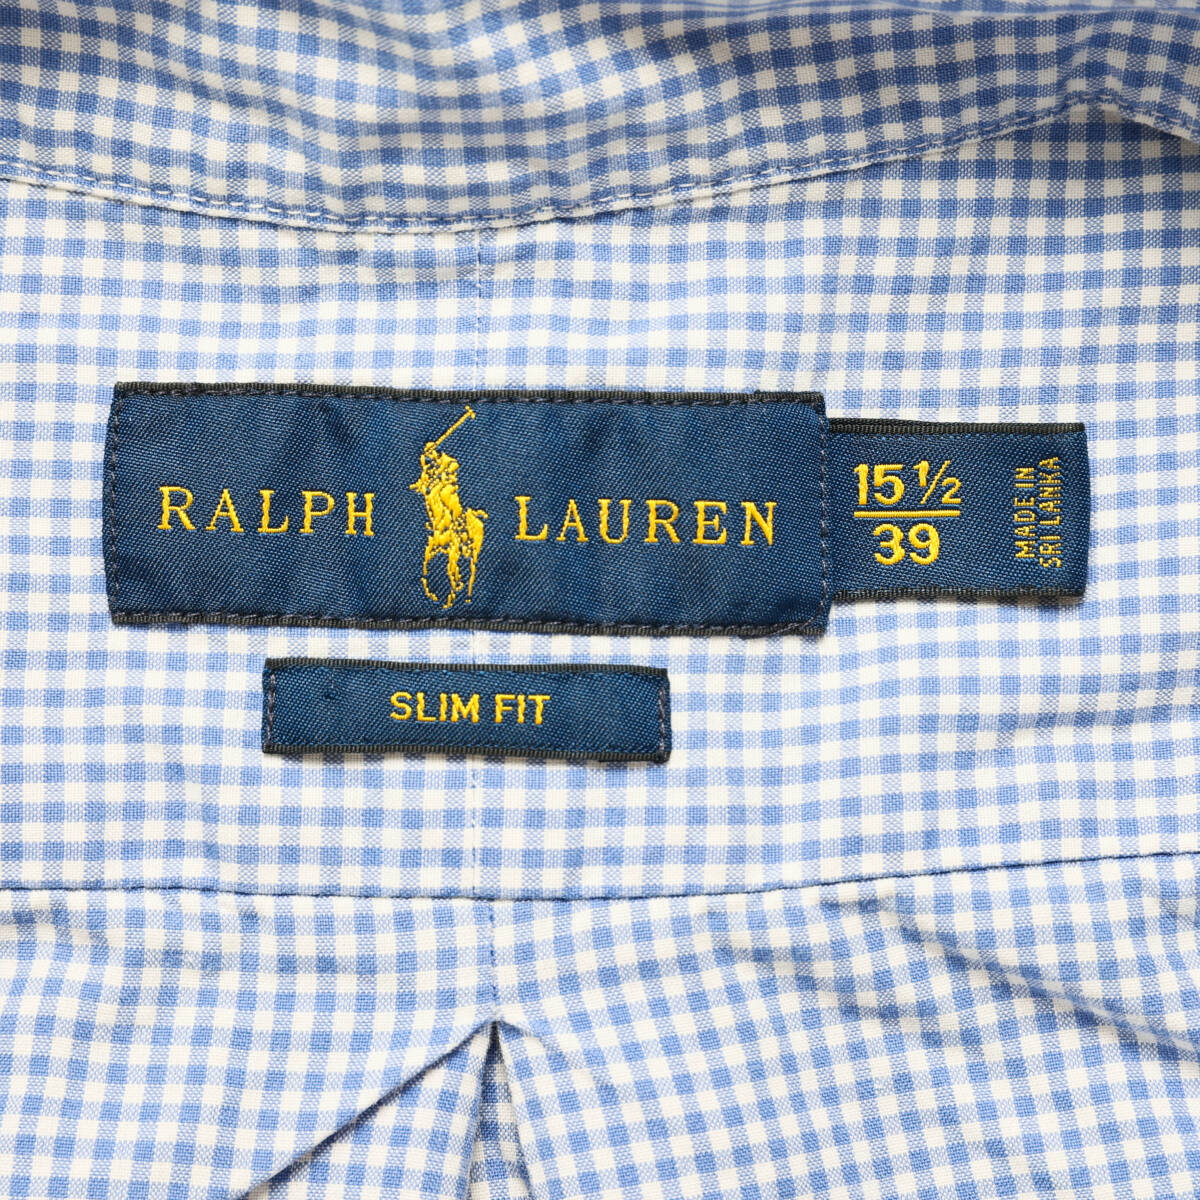 RALPH LAUREN
15½
39
MADE IN
SRI LANKA
SLIM FIT